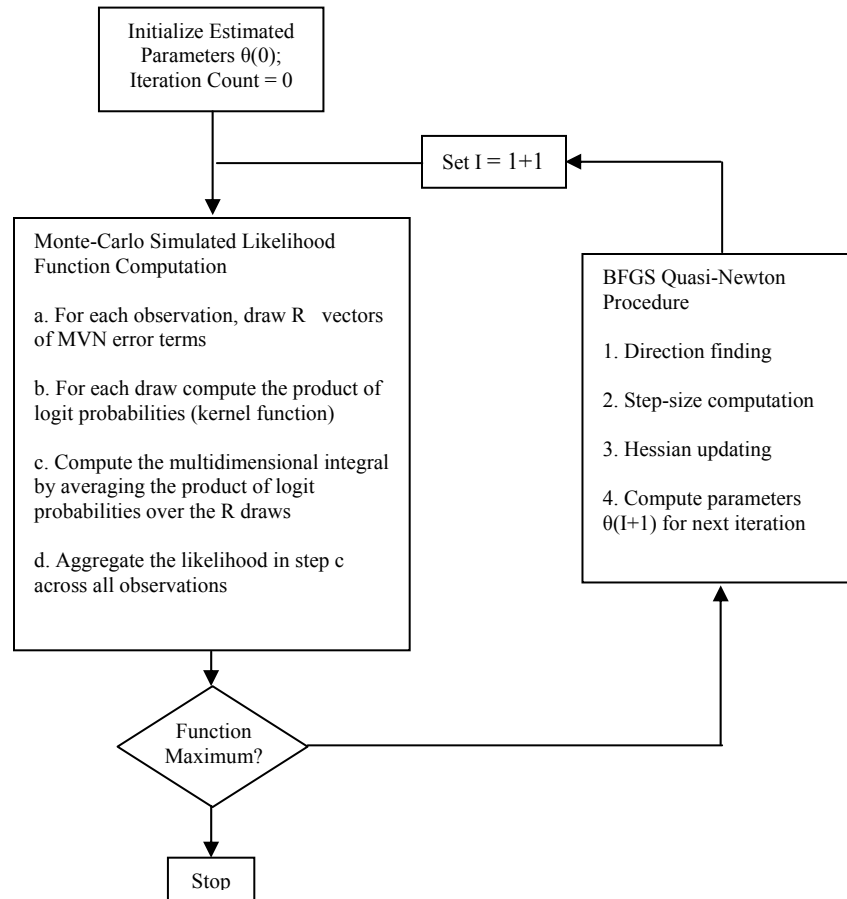 Initialize Estimated
Parameters θ(0);
Iteration Count = 0
Set I = 1+1
Monte-Carlo Simulated Likelihood
Function Computation
a. For each observation, draw R vectors
of MVN error terms
b. For each draw compute the product of
logit probabilities (kernel function)
c. Compute the multidimensional integral
by averaging the product of logit
probabilities over the R draws
d. Aggregate the likelihood in step c
across all observations
BFGS Quasi-Newton
Procedure
1. Direction finding
2. Step-size computation
3. Hessian updating
4. Compute parameters
θ(I+1) for next iteration
Function
Maximum?
Stop